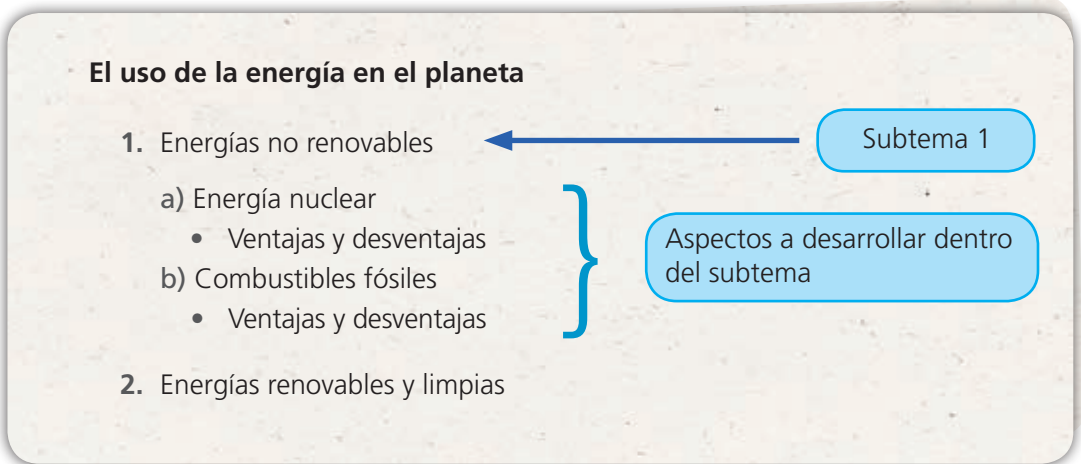 El uso de la energía en el planeta
1. Energías no renovables
Subtema 1
a) Energía nuclear
• Ventajas y desventajas
b) Combustibles fósiles
• Ventajas y desventajas
Aspectos a desarrollar dentro
del subtema
2. Energías renovables y limpias